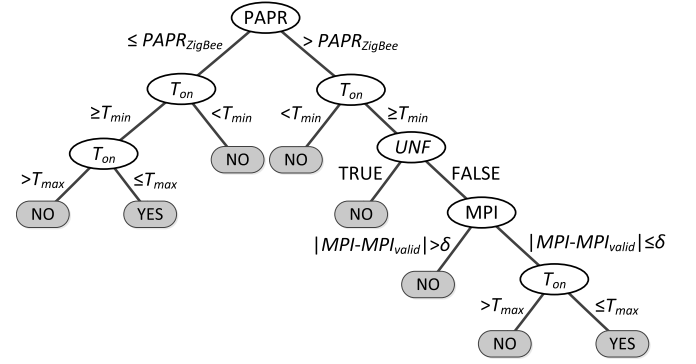 PAPR
≤ PAPR_ZigBee > PAPR_ZigBee
T_on T_on
≥T_min <T_min <T_min ≥T_min
T_on NO NO UNF
>T_max ≤T_max TRUE FALSE
NO YES NO MPI
|MPI-MPI_valid|>δ |MPI-MPI_valid|≤δ
NO T_on
>T_max ≤T_max
NO YES